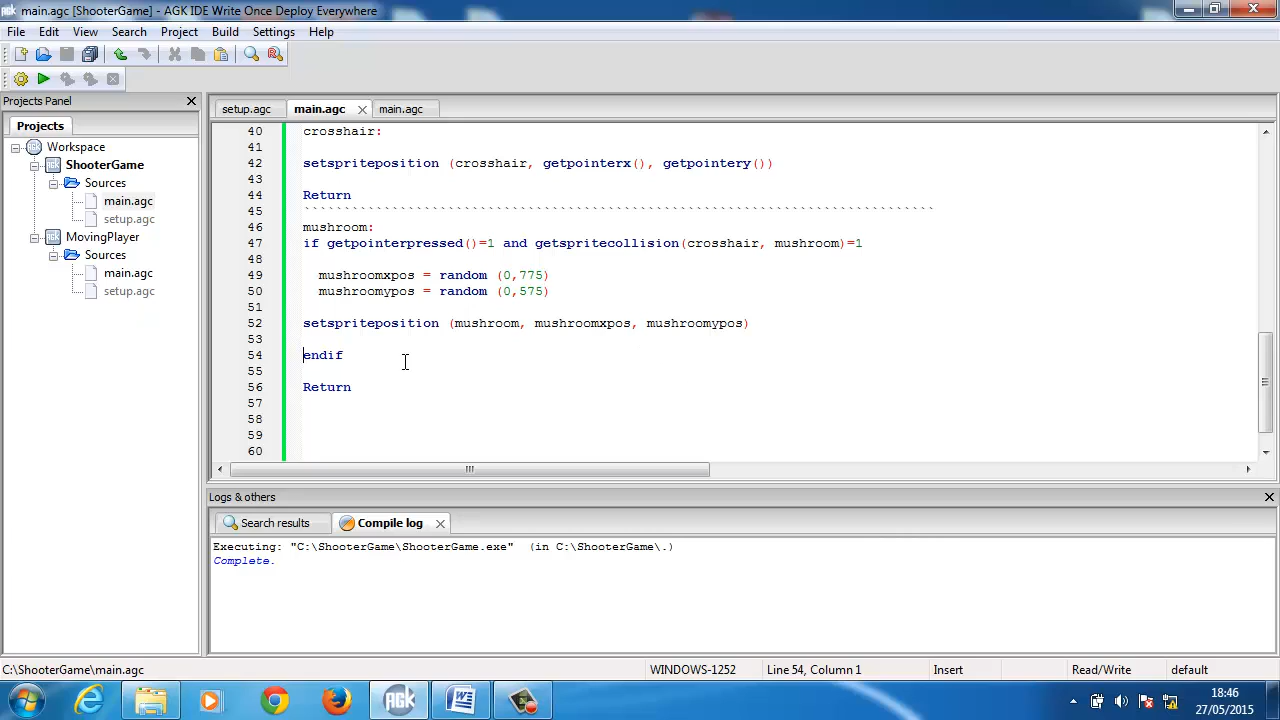 main.agc [ShooterGame] - AGK IDE Write Once Deploy Everywhere
File Edit View Search Project Build Settings Help
Projects Panel
Projects
Workspace
ShooterGame
Sources
main.agc
setup.agc
MovingPlayer
Sources
main.agc
setup.agc
setup.agc main.agc main.agc
40 crosshair:
41
42 setspriteposition (crosshair, getpointerx(), getpointery())
43
44 Return
45 ```````````````````````````````````````````````````````````````````````````````
46 mushroom:
47 if getpointerpressed()=1 and getspritecollision(crosshair, mushroom)=1
48
49 mushroomxpos = random (0,775)
50 mushroomypos = random (0,575)
51
52 setspriteposition (mushroom, mushroomxpos, mushroomypos)
53
54 endif
55
56 Return
57
58
59
60
Logs & others
Search results Compile log
Executing: "C:\ShooterGame\ShooterGame.exe" (in C:\ShooterGame\.)
Complete.
C:\ShooterGame\main.agc WINDOWS-1252 Line 54, Column 1 Insert Read/Write default
AGK
18:46
27/05/2015